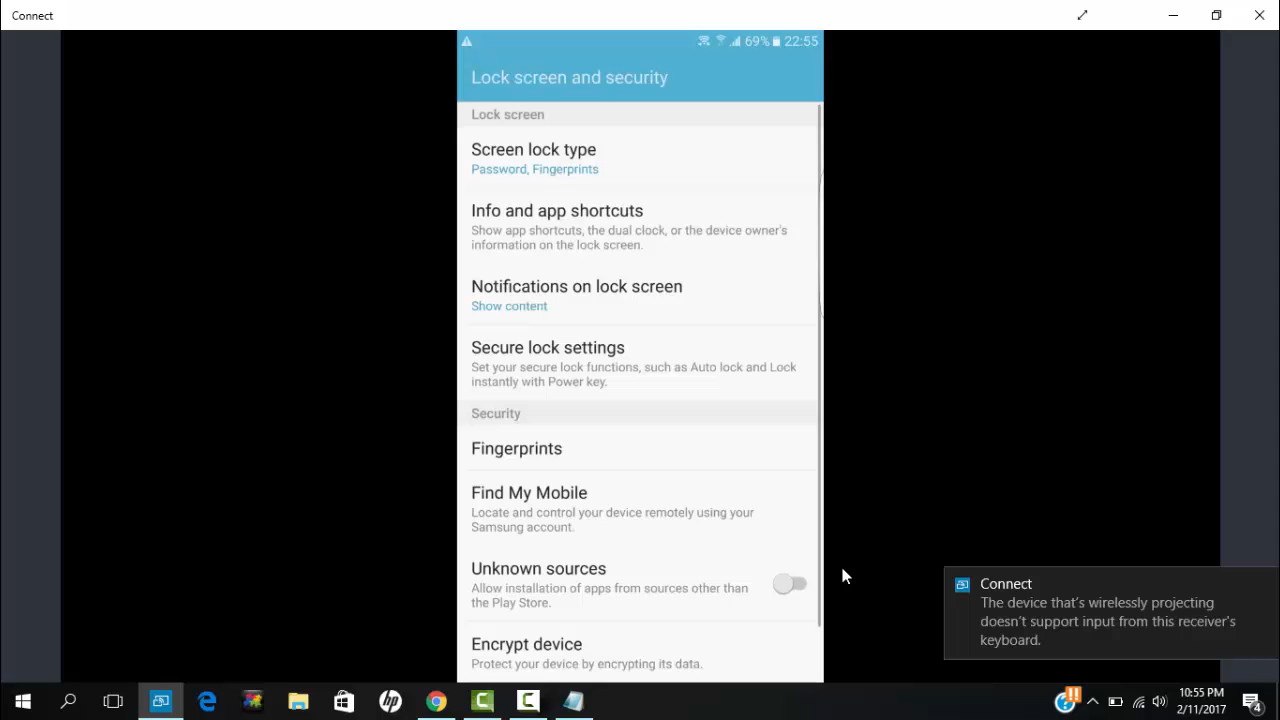 Connect
69% 22:55
Lock screen and security
Lock screen
Screen lock type
Password, Fingerprints
Info and app shortcuts
Show app shortcuts, the dual clock, or the device owner's
information on the lock screen.
Notifications on lock screen
Show content
Secure lock settings
Set your secure lock functions, such as Auto lock and Lock
instantly with Power key.
Security
Fingerprints
Find My Mobile
Locate and control your device remotely using your
Samsung account.
Unknown sources
Allow installation of apps from sources other than
the Play Store.
Encrypt device
Protect your device by encrypting its data.
Connect
The device that's wirelessly projecting
doesn't support input from this receiver's
keyboard.
hp
10:55 PM
2/11/2017
4